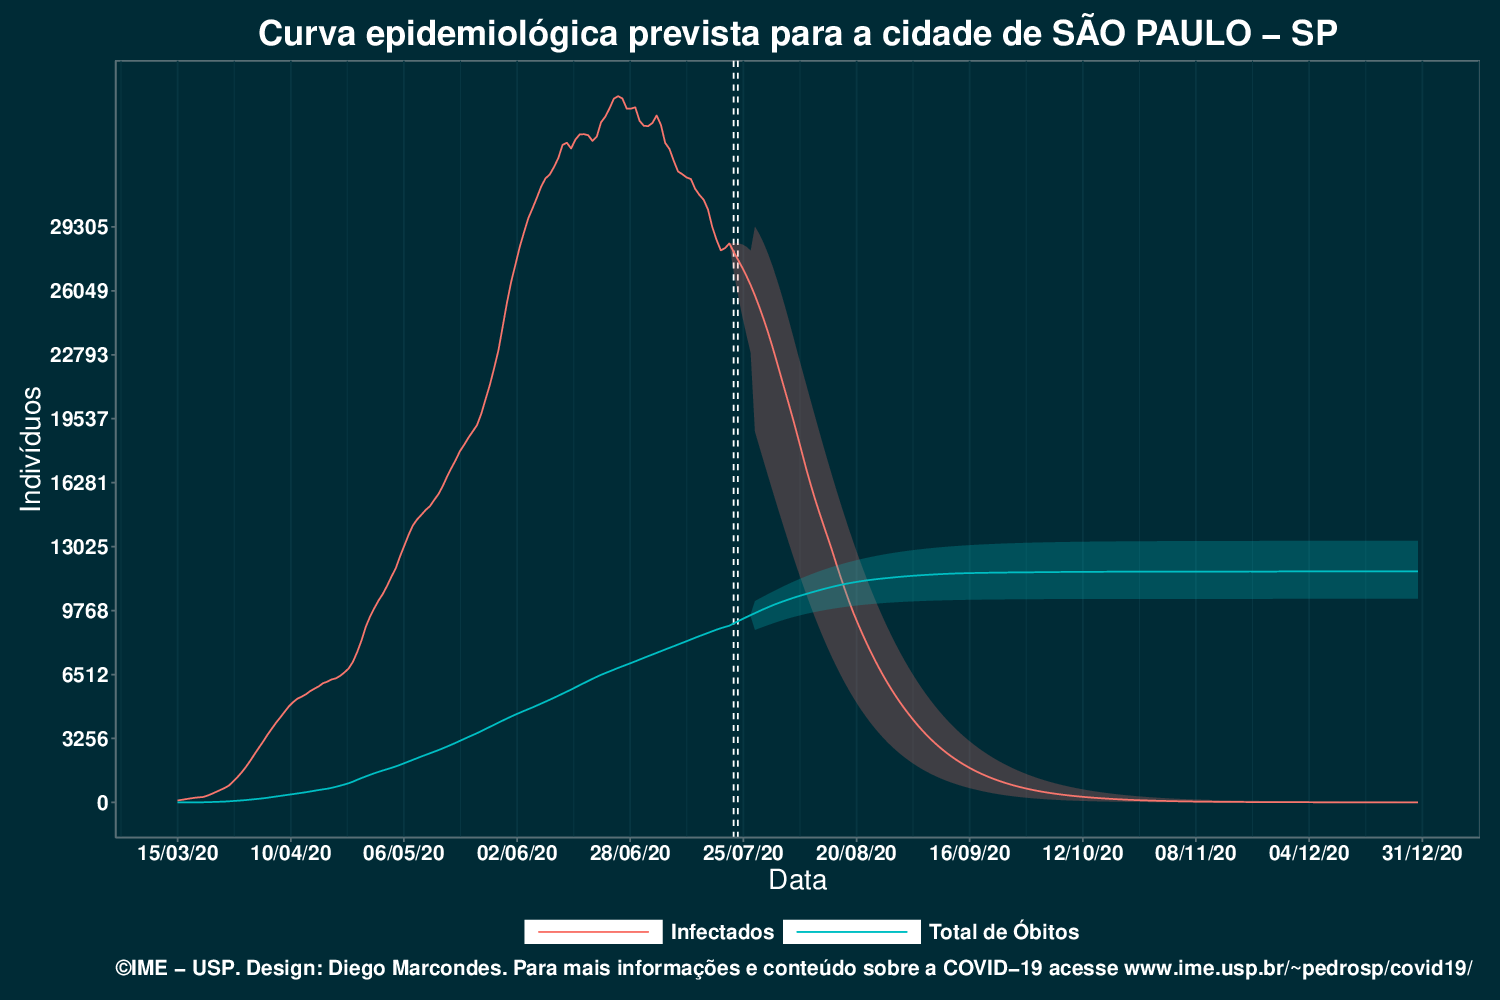 Curva epidemiológica prevista para a cidade de SÃO PAULO – SP
Indivíduos
29305
26049
22793
19537
16281
13025
9768
6512
3256
0
15/03/20 10/04/20 06/05/20 02/06/20 28/06/20 25/07/20 20/08/20 16/09/20 12/10/20 08/11/20 04/12/20 31/12/20
Data
Infectados Total de Óbitos
©IME – USP. Design: Diego Marcondes. Para mais informações e conteúdo sobre a COVID–19 acesse www.ime.usp.br/~pedrosp/covid19/